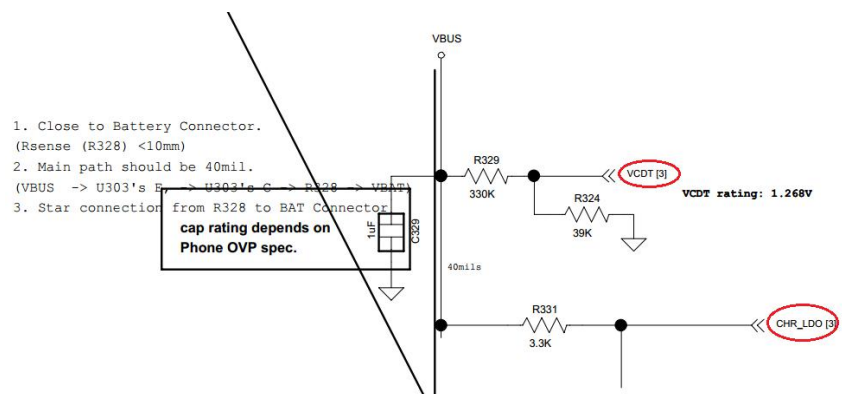 VBUS
1. Close to Battery Connector.
(Rsense (R328) <10mm)
2. Main path should be 40mil.
(VBUS -> U303's E, -> U303's C -> R328 -> VBAT)
3. Star connection from R328 to BAT Connector
cap rating depends on
Phone OVP spec.
1uF
C329
R329
330K
VCDT [3]
R324
39K
VCDT rating: 1.268V
40mils
R331
3.3K
CHR_LDO [3]